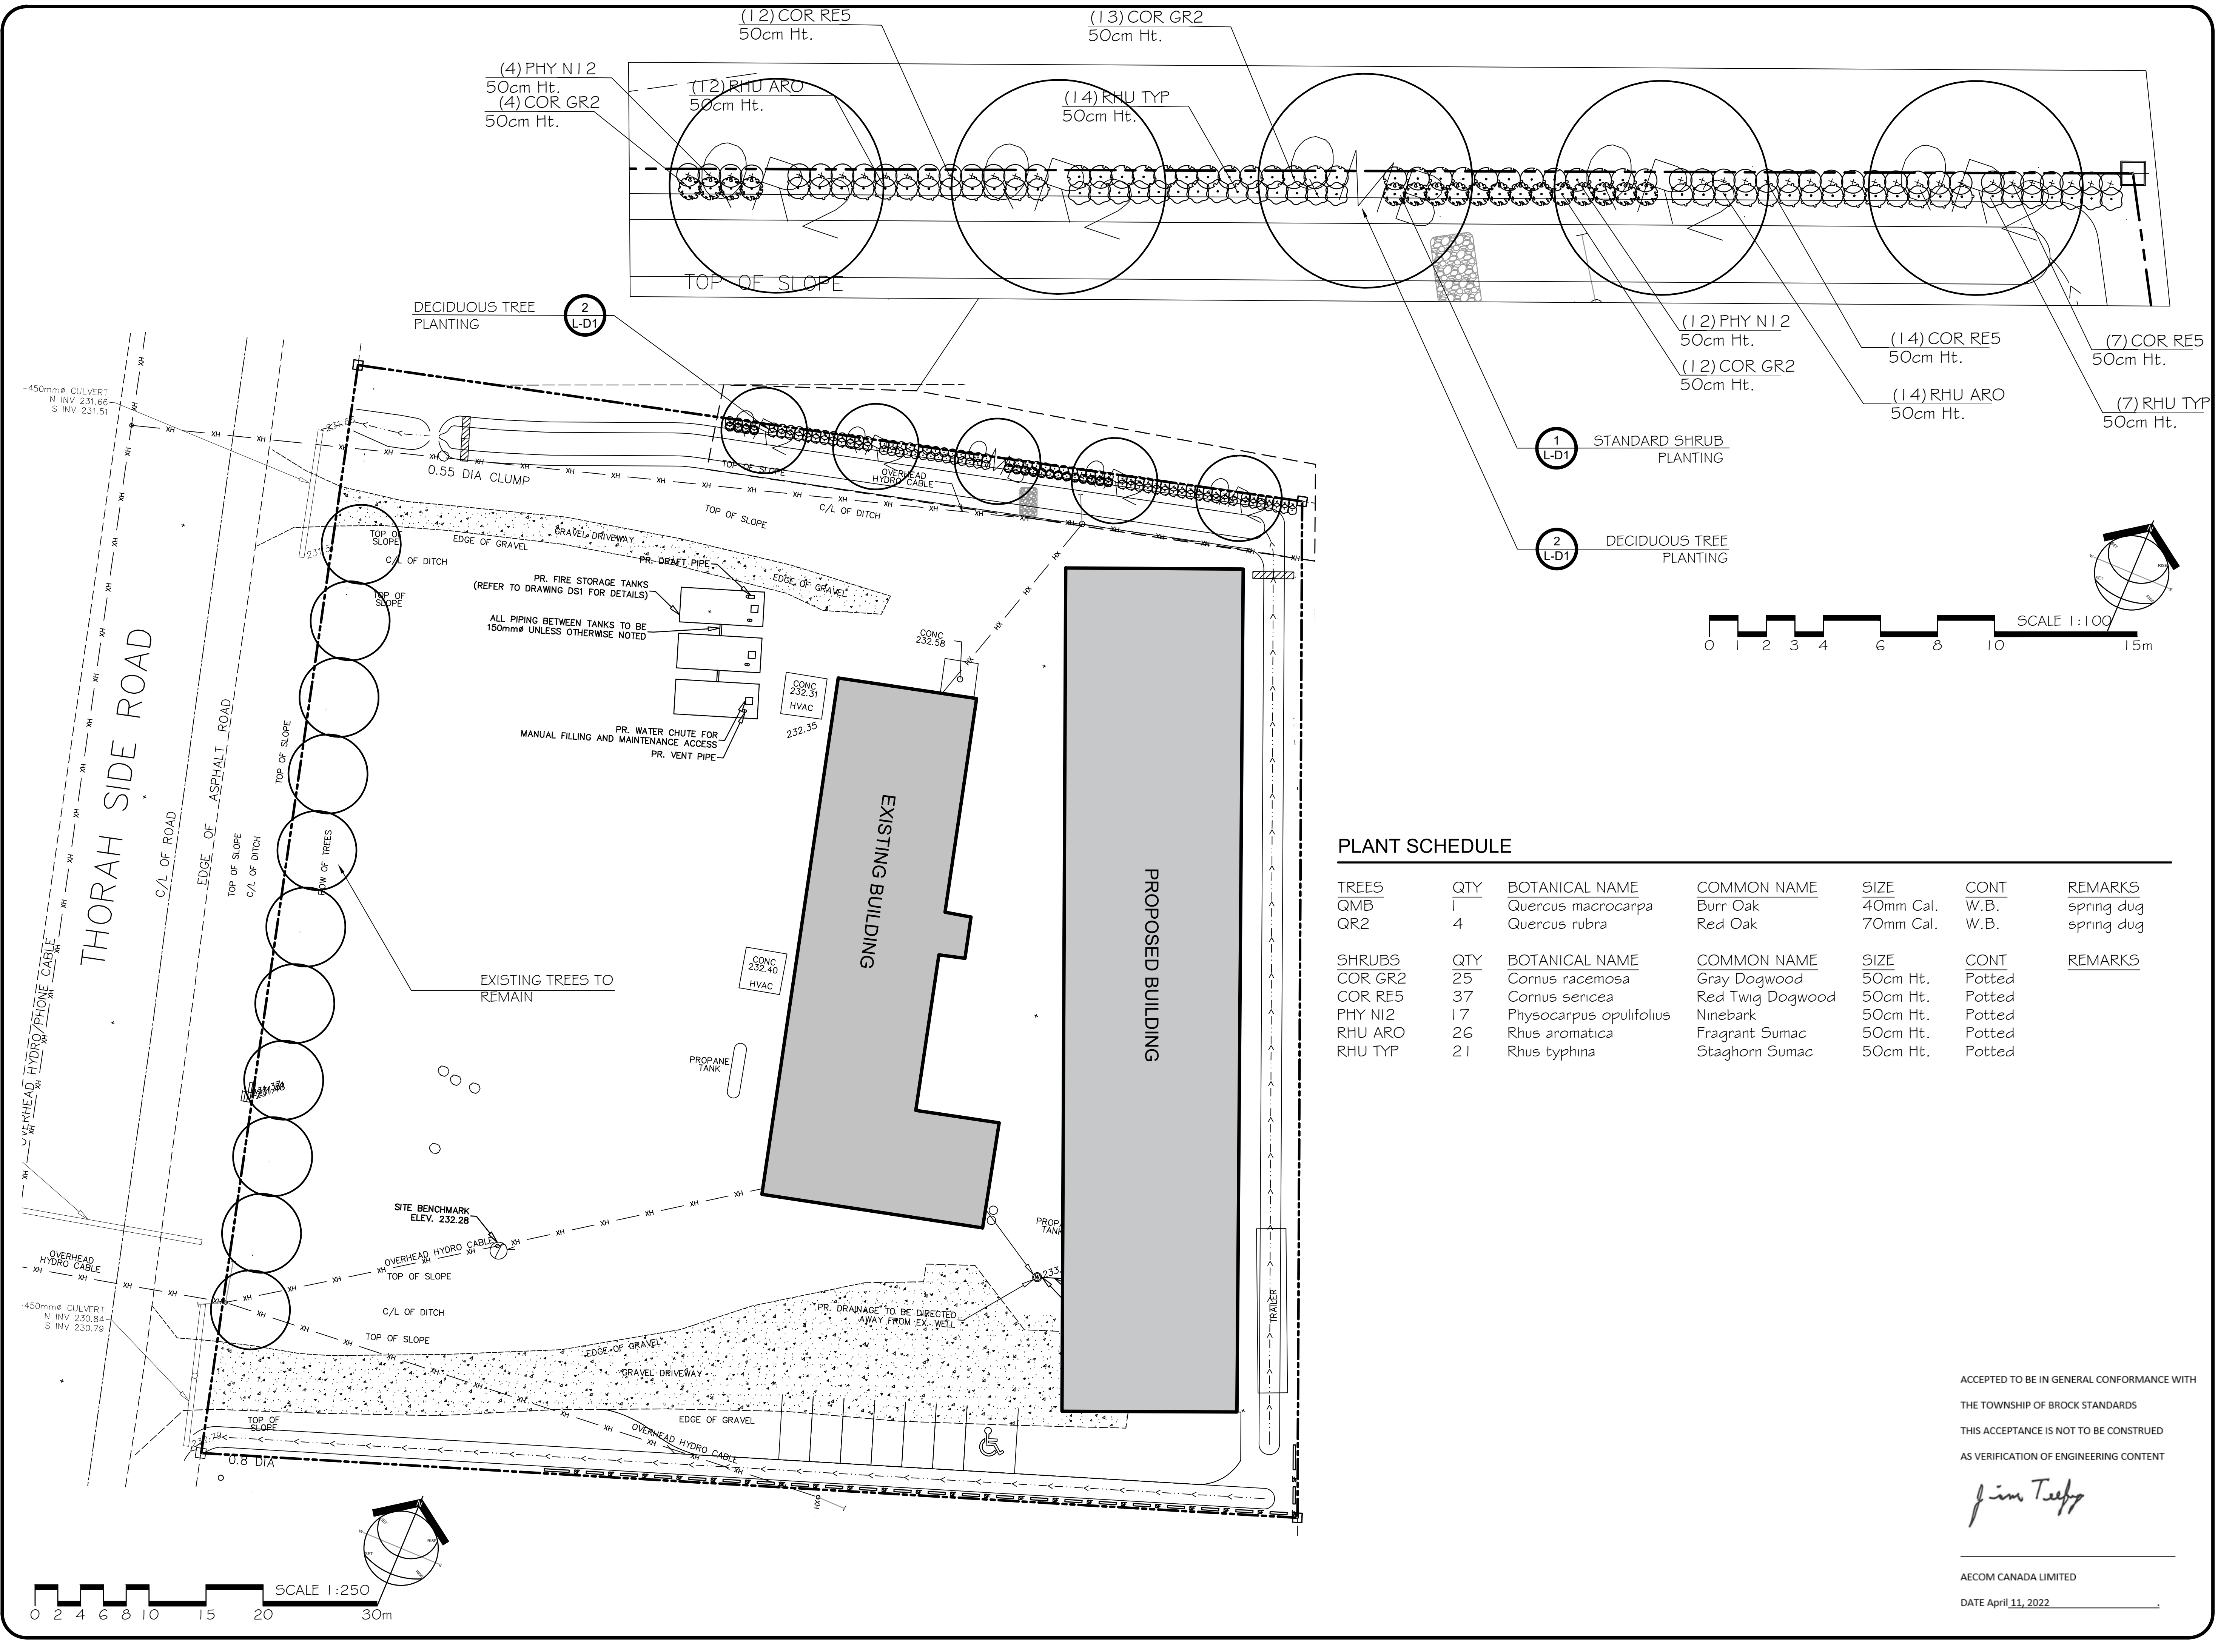 (12) COR RE5
50cm Ht.
(13) COR GR2
50cm Ht.
(4) PHY NI2
50cm Ht.
(4) COR GR2
50cm Ht.
(12) RHU ARO
50cm Ht.
(14) RHU TYP
50cm Ht.
TOP OF SLOPE
(12) PHY NI2
50cm Ht.
(12) COR GR2
50cm Ht.
(14) COR RE5
50cm Ht.
(14) RHU ARO
50cm Ht.
(7) COR RE5
50cm Ht.
(7) RHU TYP
50cm Ht.
DECIDUOUS TREE
PLANTING
2
L-D1
1
L-D1
STANDARD SHRUB
PLANTING
2
L-D1
DECIDUOUS TREE
PLANTING
SCALE 1:100
0 1 2 3 4 6 8 10 15m
-450mmø CULVERT
N INV 231.66
S INV 231.51
0.55 DIA CLUMP
TOP OF SLOPE
OVERHEAD
HYDRO CABLE
TOP OF SLOPE
C/L OF DITCH
GRAVEL DRIVEWAY
EDGE OF GRAVEL
TOP OF
SLOPE
C/L OF DITCH
TOP OF
SLOPE
EDGE OF GRAVEL
PR. DRAFT PIPE
PR. FIRE STORAGE TANKS
(REFER TO DRAWING DS1 FOR DETAILS)
ALL PIPING BETWEEN TANKS TO BE
150mmø UNLESS OTHERWISE NOTED
CONC
232.58
CONC
232.31
HVAC
232.35
PR. WATER CHUTE FOR
MANUAL FILLING AND MAINTENANCE ACCESS
PR. VENT PIPE
THORAH SIDE ROAD
C/L OF ROAD
EDGE OF ASPHALT ROAD
TOP OF SLOPE
TOP OF SLOPE
C/L OF DITCH
ROW OF TREES
OVERHEAD HYDRO/PHONE CABLE
EXISTING TREES TO
REMAIN
EXISTING BUILDING
PROPOSED BUILDING
CONC
232.40
HVAC
PROPANE
TANK
SITE BENCHMARK
ELEV. 232.28
OVERHEAD HYDRO CABLE
TOP OF SLOPE
C/L OF DITCH
TOP OF SLOPE
OVERHEAD
HYDRO CABLE
-450mmø CULVERT
N INV 230.84
S INV 230.79
PR. DRAINAGE TO BE DIRECTED
AWAY FROM EX. WELL
EDGE OF GRAVEL
GRAVEL DRIVEWAY
EDGE OF GRAVEL
TOP OF
SLOPE
OVERHEAD HYDRO CABLE
0.8 DIA
TRAILER
SCALE 1:250
0 2 4 6 8 10 15 20 30m
PLANT SCHEDULE
TREES QTY BOTANICAL NAME COMMON NAME SIZE CONT REMARKS
QMB 1 Quercus macrocarpa Burr Oak 40mm Cal. W.B. spring dug
QR2 4 Quercus rubra Red Oak 70mm Cal. W.B. spring dug
SHRUBS QTY BOTANICAL NAME COMMON NAME SIZE CONT REMARKS
COR GR2 25 Cornus racemosa Gray Dogwood 50cm Ht. Potted
COR RE5 37 Cornus sericea Red Twig Dogwood 50cm Ht. Potted
PHY NI2 17 Physocarpus opulifolius Ninebark 50cm Ht. Potted
RHU ARO 26 Rhus aromatica Fragrant Sumac 50cm Ht. Potted
RHU TYP 21 Rhus typhina Staghorn Sumac 50cm Ht. Potted
ACCEPTED TO BE IN GENERAL CONFORMANCE WITH
THE TOWNSHIP OF BROCK STANDARDS
THIS ACCEPTANCE IS NOT TO BE CONSTRUED
AS VERIFICATION OF ENGINEERING CONTENT
AECOM CANADA LIMITED
DATE April 11, 2022